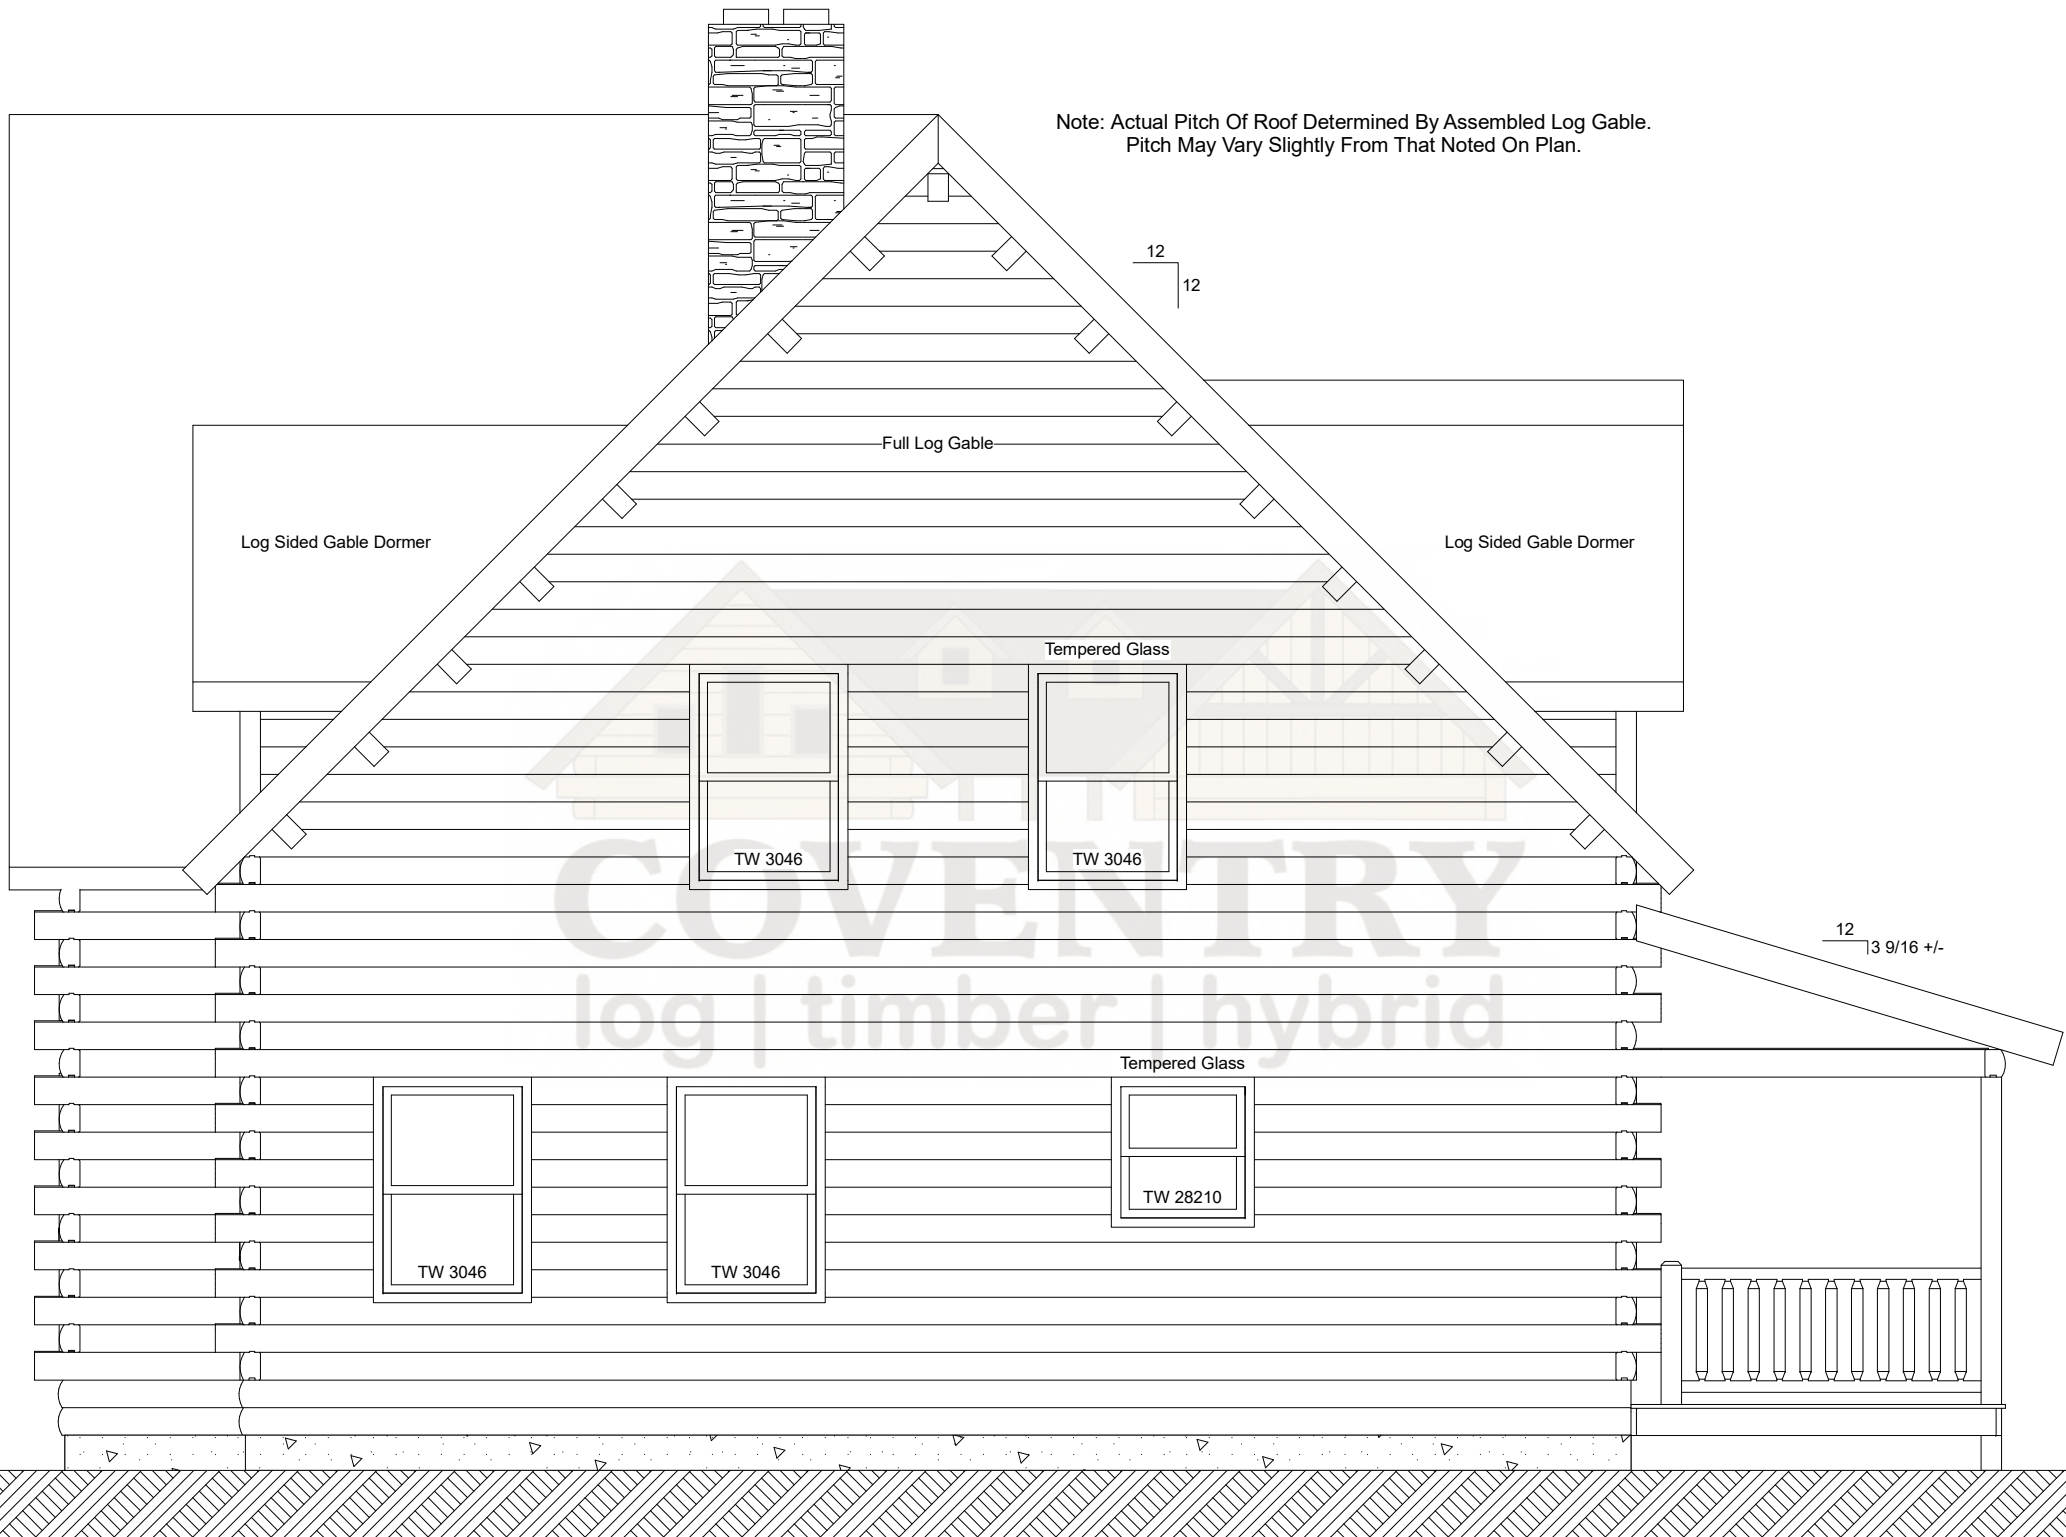 Note: Actual Pitch Of Roof Determined By Assembled Log Gable.
Pitch May Vary Slightly From That Noted On Plan.
12
12
Full Log Gable
Log Sided Gable Dormer
Log Sided Gable Dormer
Tempered Glass
TW 3046
TW 3046
COVENTRY
12
3 9/16 +/-
log | timber | hybrid
Tempered Glass
TW 28210
TW 3046
TW 3046